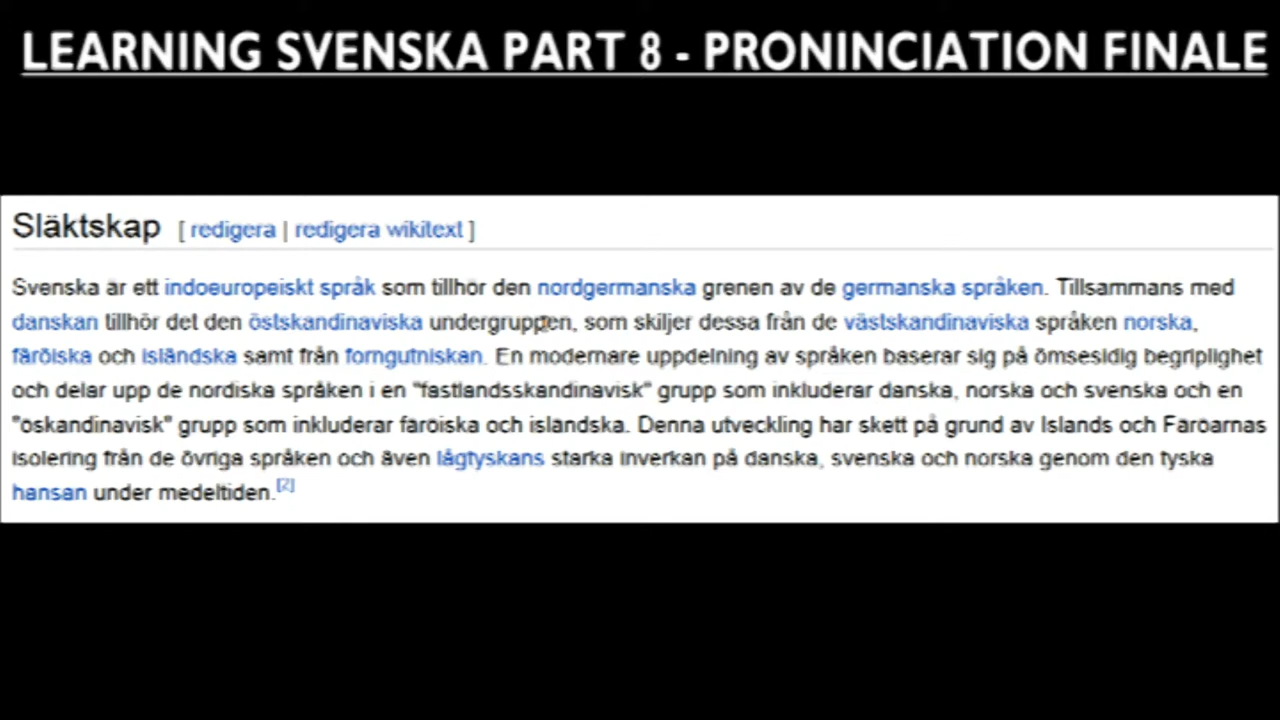 LEARNING SVENSKA PART 8 - PRONINCIATION FINALE
Släktskap [ redigera | redigera wikitext ]
Svenska är ett indoeuropeiskt språk som tillhör den nordgermanska grenen av de germanska språken. Tillsammans med
danskan tillhör det den östskandinaviska undergruppen, som skiljer dessa från de västskandinaviska språken norska,
färöiska och isländska samt från forngutniskan. En modernare uppdelning av språken baserar sig på ömsesidig begriplighet
och delar upp de nordiska språken i en "fastlandsskandinavisk" grupp som inkluderar danska, norska och svenska och en
"öskandinavisk" grupp som inkluderar färöiska och isländska. Denna utveckling har skett på grund av Islands och Färöarnas
isolering från de övriga språken och även lågtyskans starka inverkan på danska, svenska och norska genom den tyska
hansan under medeltiden.[2]